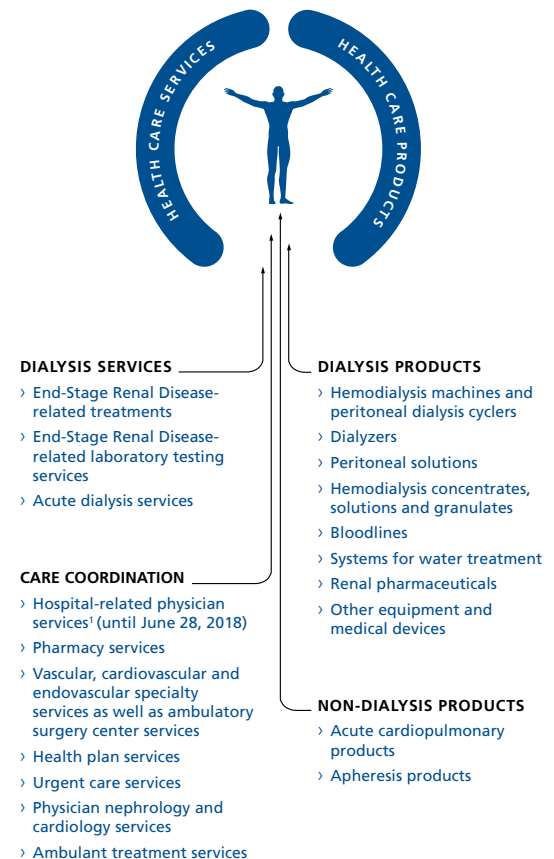 HEALTH CARE SERVICES
HEALTH CARE PRODUCTS
DIALYSIS SERVICES
› End-Stage Renal Disease-
related treatments
› End-Stage Renal Disease-
related laboratory testing
services
› Acute dialysis services
CARE COORDINATION
› Hospital-related physician
services¹ (until June 28, 2018)
› Pharmacy services
› Vascular, cardiovascular and
endovascular specialty
services as well as ambulatory
surgery center services
› Health plan services
› Urgent care services
› Physician nephrology and
cardiology services
› Ambulant treatment services
DIALYSIS PRODUCTS
› Hemodialysis machines and
peritoneal dialysis cyclers
› Dialyzers
› Peritoneal solutions
› Hemodialysis concentrates,
solutions and granulates
› Bloodlines
› Systems for water treatment
› Renal pharmaceuticals
› Other equipment and
medical devices
NON-DIALYSIS PRODUCTS
› Acute cardiopulmonary
products
› Apheresis products